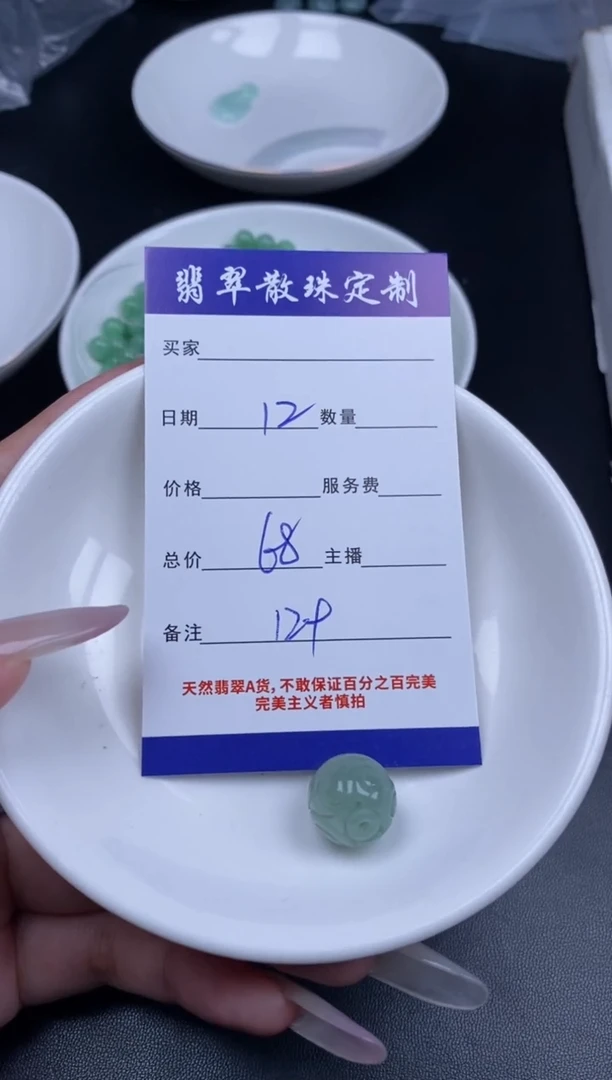 翡翠散珠定制
买家
日期 12 数量
价格 服务费
总价 68 主播
备注
天然翡翠A货,不敢保证百分之百完美
完美主义者慎拍